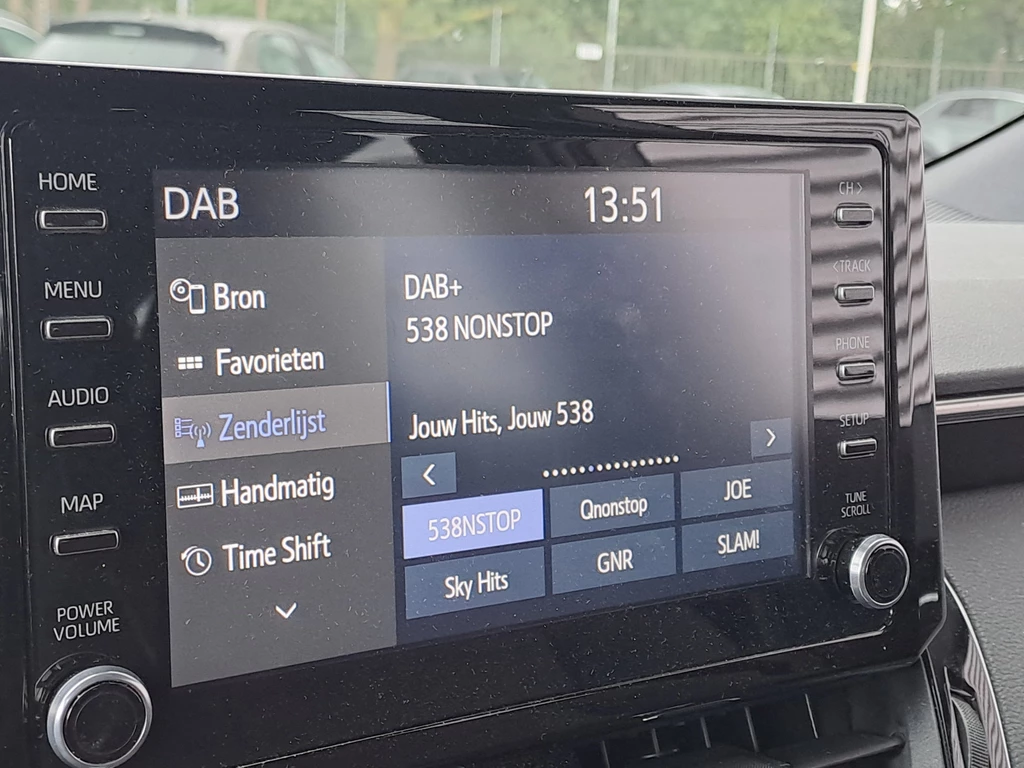 HOME
MENU
AUDIO
MAP
POWER
VOLUME
DAB
13:51
Bron
Favorieten
Zenderlijst
Handmatig
Time Shift
DAB+
538 NONSTOP
Jouw Hits, Jouw 538
538NSTOP
Qnonstop
JOE
Sky Hits
GNR
SLAM!
CH >
< TRACK
PHONE
SETUP
TUNE
SCROLL